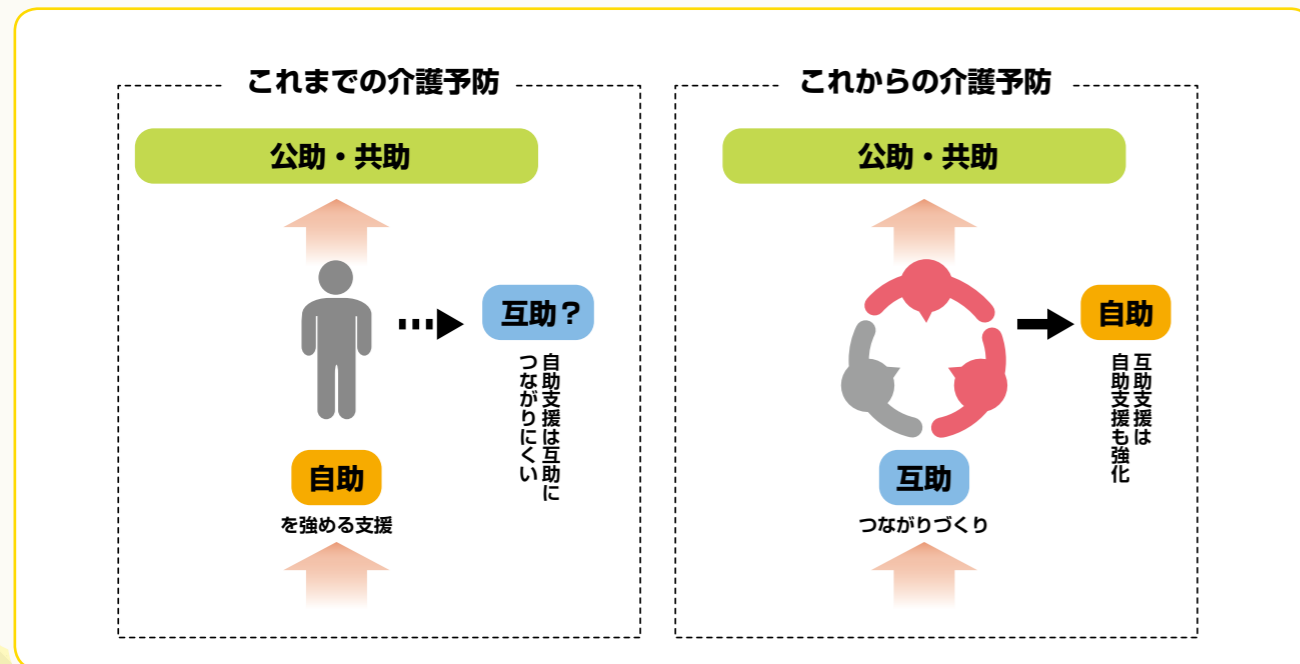 これまでの介護予防
公助・共助
互助？
自助支援は互助に
つながりにくい
自助
を強める支援
これからの介護予防
公助・共助
自助
互助支援は
自助支援も強化
互助
つながりづくり